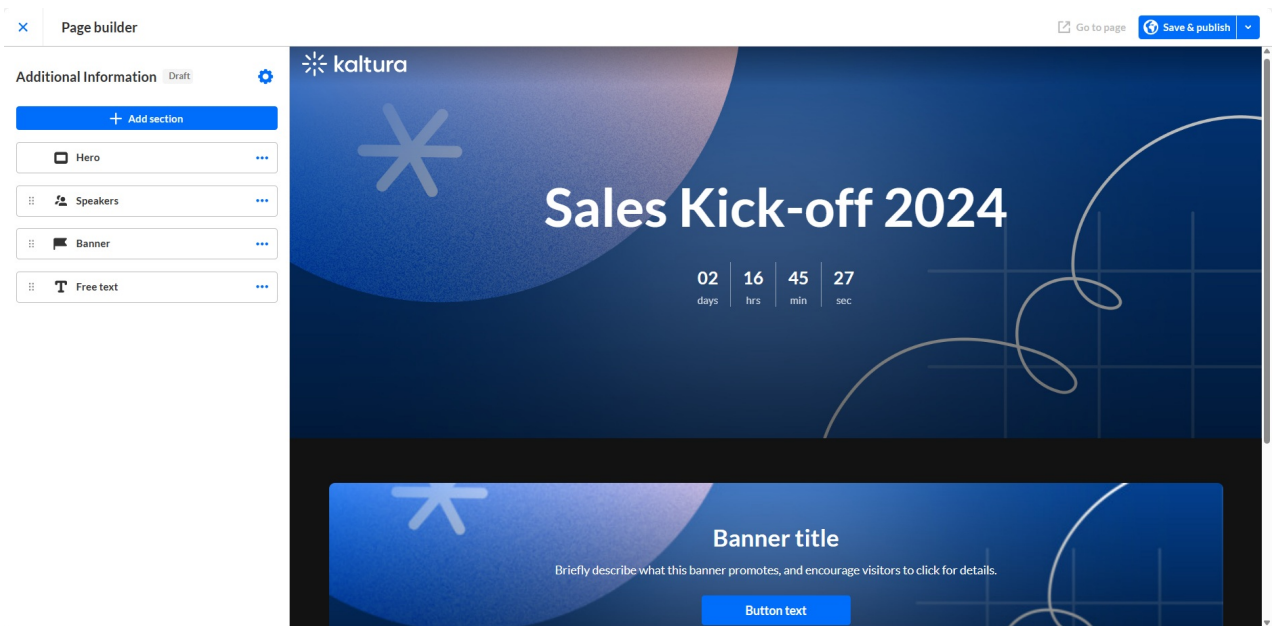 Page builder
Go to page
Save & publish
Additional Information Draft
Add section
Hero
Speakers
Banner
Free text
kaltura
Sales Kick-off 2024
02 16 45 27
days hrs min sec
Banner title
Briefly describe what this banner promotes, and encourage visitors to click for details.
Button text